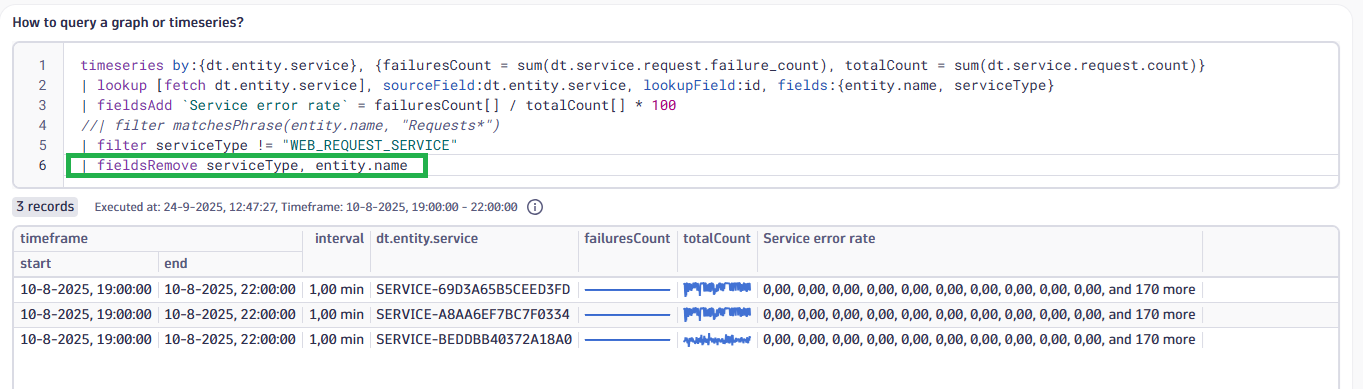 How to query a graph or timeseries?
1 timeseries by:{dt.entity.service}, {failuresCount = sum(dt.service.request.failure_count), totalCount = sum(dt.service.request.count)}
2 | lookup [fetch dt.entity.service], sourceField:dt.entity.service, lookupField:id, fields:{entity.name, serviceType}
3 | fieldsAdd `Service error rate` = failuresCount[] / totalCount[] * 100
4 //| filter matchesPhrase(entity.name, "Requests*")
5 | filter serviceType != "WEB_REQUEST_SERVICE"
6 | fieldsRemove serviceType, entity.name
3 records Executed at: 24-9-2025, 12:47:27, Timeframe: 10-8-2025, 19:00:00 - 22:00:00
timeframe interval dt.entity.service failuresCount totalCount Service error rate
start end
10-8-2025, 19:00:00 10-8-2025, 22:00:00 1,00 min SERVICE-69D3A65B5CEED3FD 0,00, 0,00, 0,00, 0,00, 0,00, 0,00, 0,00, 0,00, 0,00, 0,00, and 170 more
10-8-2025, 19:00:00 10-8-2025, 22:00:00 1,00 min SERVICE-A8AA6EF7BC7F0334 0,00, 0,00, 0,00, 0,00, 0,00, 0,00, 0,00, 0,00, 0,00, 0,00, and 170 more
10-8-2025, 19:00:00 10-8-2025, 22:00:00 1,00 min SERVICE-BEDDBB40372A18A0 0,00, 0,00, 0,00, 0,00, 0,00, 0,00, 0,00, 0,00, 0,00, 0,00, and 170 more